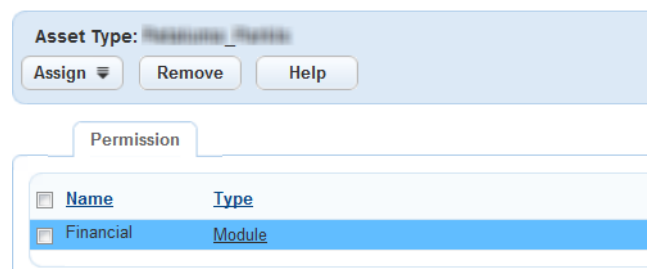 Asset Type:
Assign Remove Help
Permission
Name Type
Financial Module